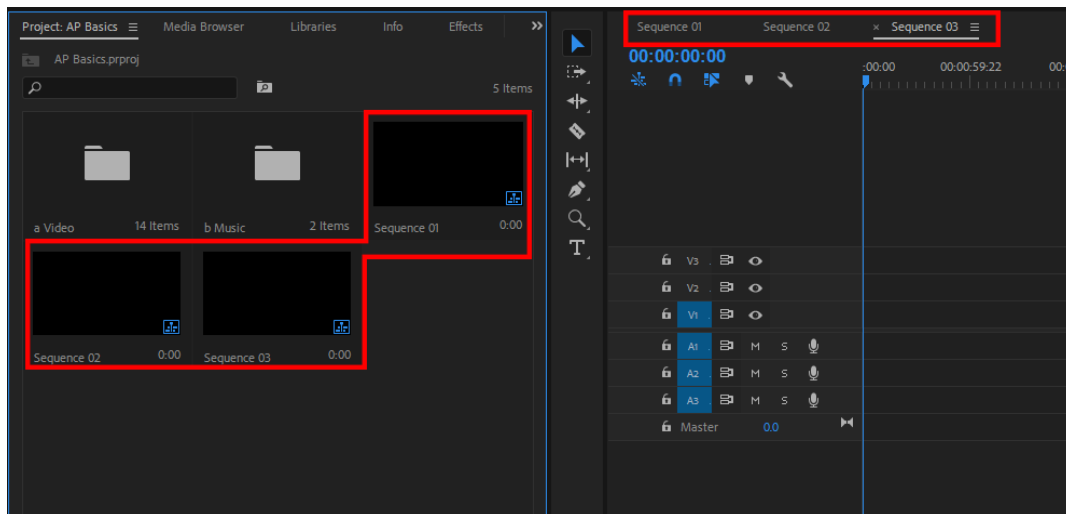 Project: AP Basics
Media Browser
Libraries
Info
Effects
AP Basics.prproj
5 Items
a Video 14 Items
b Music 2 Items
Sequence 01 0:00
Sequence 02 0:00
Sequence 03 0:00
T
Sequence 01
Sequence 02
× Sequence 03
00:00:00:00
:00:00
00:00:59:22
00:
V3
V2
V1
A1 M S
A2 M S
A3 M S
Master 0.0